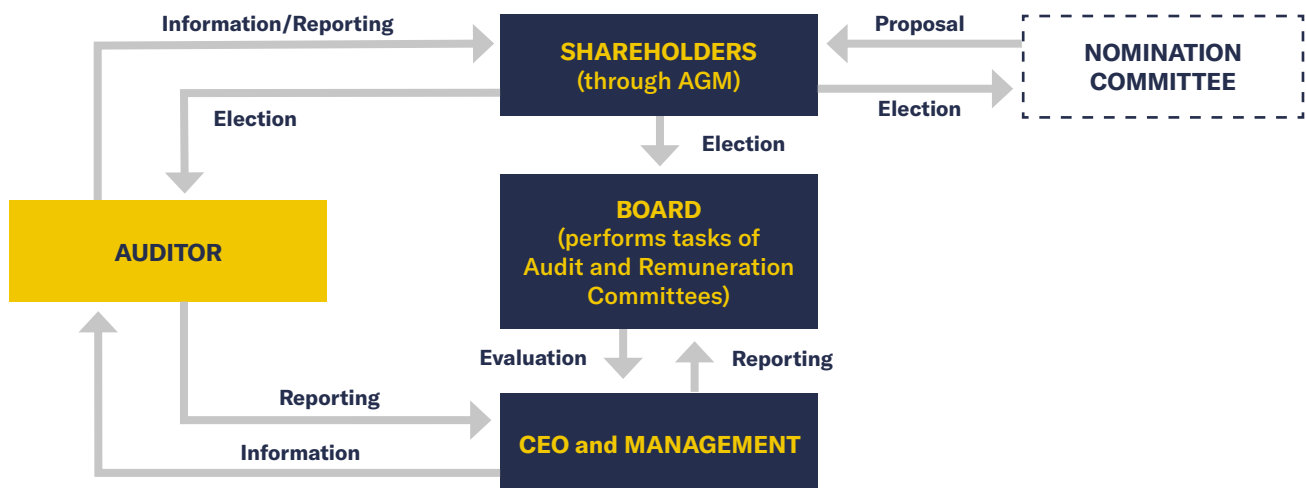 Information/Reporting
SHAREHOLDERS
(through AGM)
Proposal
NOMINATION
COMMITTEE
Election
Election
Election
BOARD
(performs tasks of
Audit and Remuneration
Committees)
AUDITOR
Evaluation
Reporting
Reporting
CEO and MANAGEMENT
Information